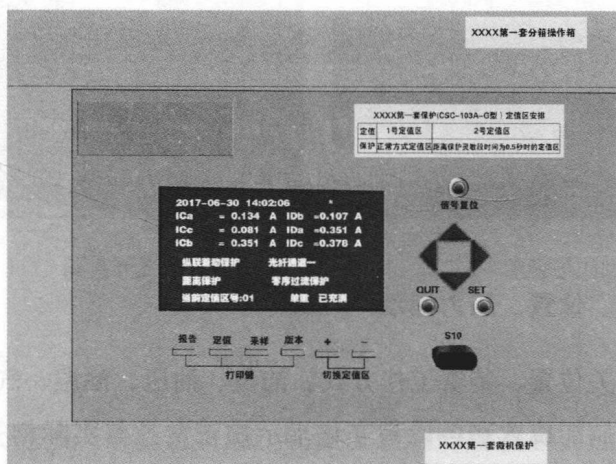 XXXX第一套分箱操作箱
XXXX第一套保护(CSC-103A-G型)定值区安排
定值 1号定值区 2号定值区
保护 正常方式定值区 距离保护灵敏段时间为0.5秒时的定值区
2017-06-30 14:02:06 *
ICa = 0.134 A IDb =0.107 A
ICc = 0.081 A IDa =0.351 A
ICb = 0.351 A IDc =0.378 A
纵联差动保护 光纤通道一
距离保护 零序过流保护
当前定值区号:01 单重 已充满
信号复位
QUIT SET
报告 定值 采样 版本 + -
打印键 切换定值区
S10
XXXX第一套微机保护